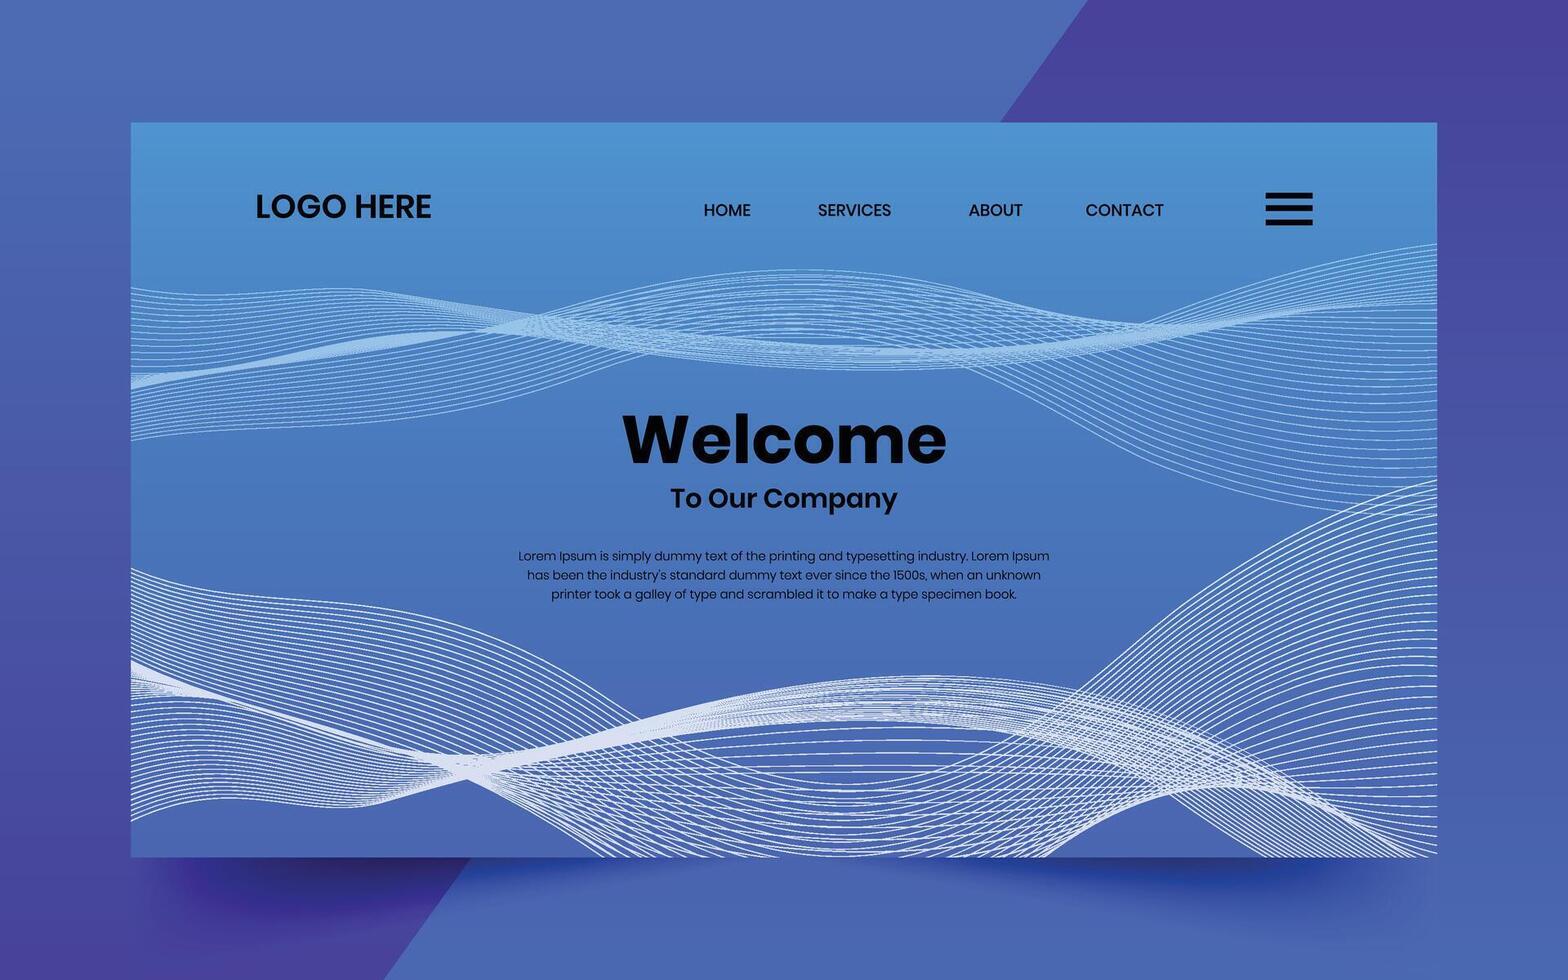 LOGO HERE
HOME SERVICES ABOUT CONTACT
Welcome
To Our Company
Lorem Ipsum is simply dummy text of the printing and typesetting industry. Lorem Ipsum
has been the industry's standard dummy text ever since the 1500s, when an unknown
printer took a galley of type and scrambled it to make a type specimen book.